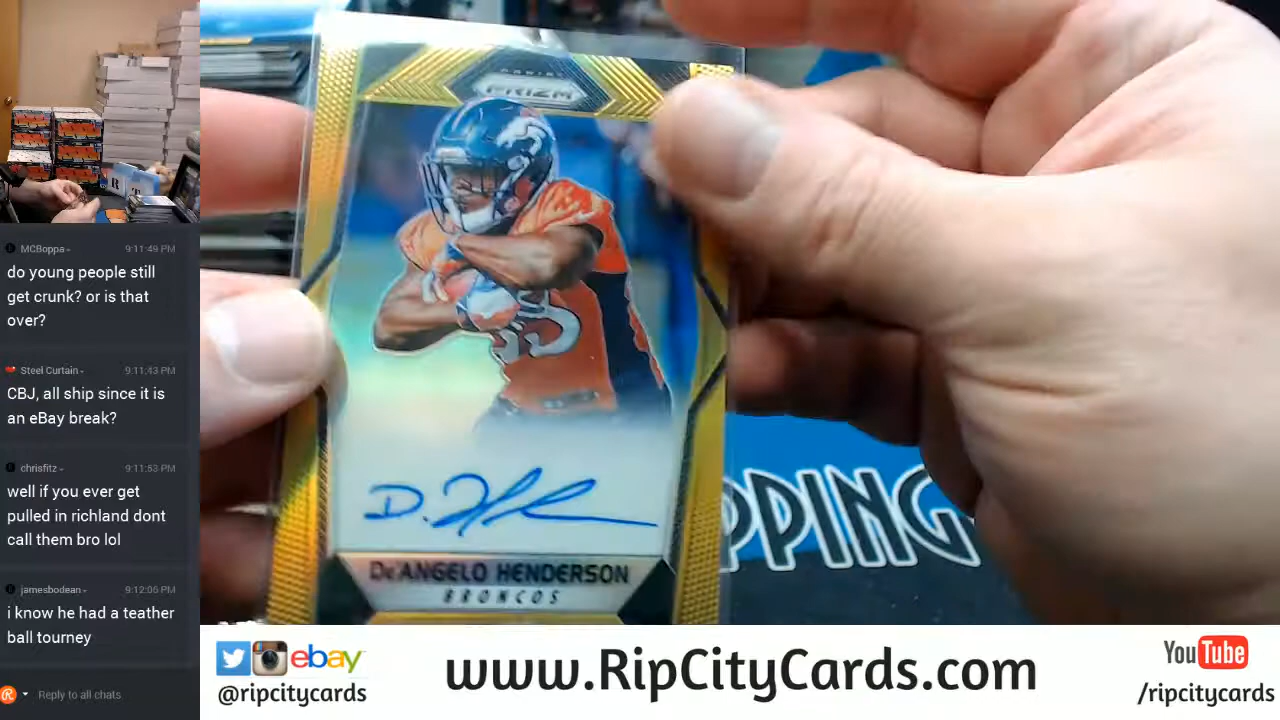 MCBoppa
9:11:49 PM
do young people still
get crunk? or is that
over?
Steel Curtain
9:11:43 PM
CBJ, all ship since it is
an eBay break?
chrisfitz
9:11:53 PM
well if you ever get
pulled in richland dont
call them bro lol
jamesbodean
9:12:06 PM
i know he had a teather
ball tourney
Reply to all chats
PANINI
PRIZM
D. H
De'ANGELO HENDERSON
BRONCOS
PPING
ebay
@ripcitycards
www.RipCityCards.com
YouTube
/ripcitycards